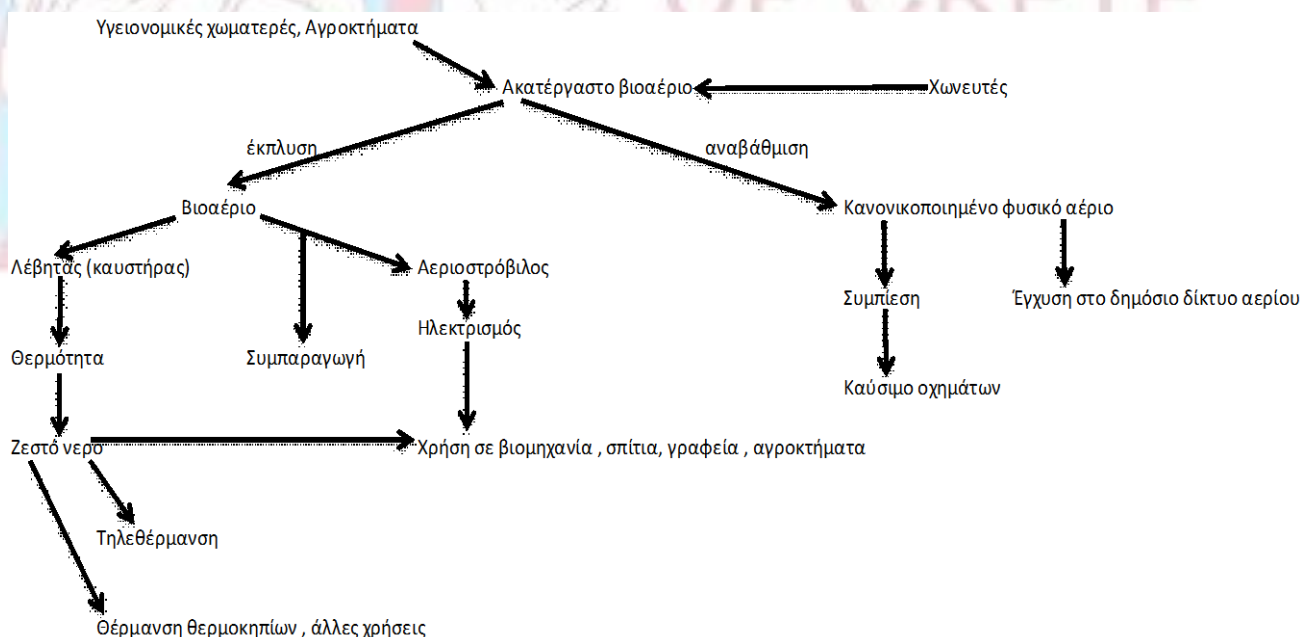 OF CRETE
Υγειονομικές χωματερές, Αγροκτήματα
Ακατέργαστο βιοαέριο
Χωνευτές
έκπλυση
αναβάθμιση
Βιοαέριο
Κανονικοποιημένο φυσικό αέριο
Λέβητας (καυστήρας)
Αεριοστρόβιλος
Συμπίεση
Έγχυση στο δημόσιο δίκτυο αερίου
Ηλεκτρισμός
Θερμότητα
Συμπαραγωγή
Καύσιμο οχημάτων
Ζεστό νερό
Χρήση σε βιομηχανία , σπίτια, γραφεία , αγροκτήματα
Τηλεθέρμανση
Θέρμανση θερμοκηπίων , άλλες χρήσεις